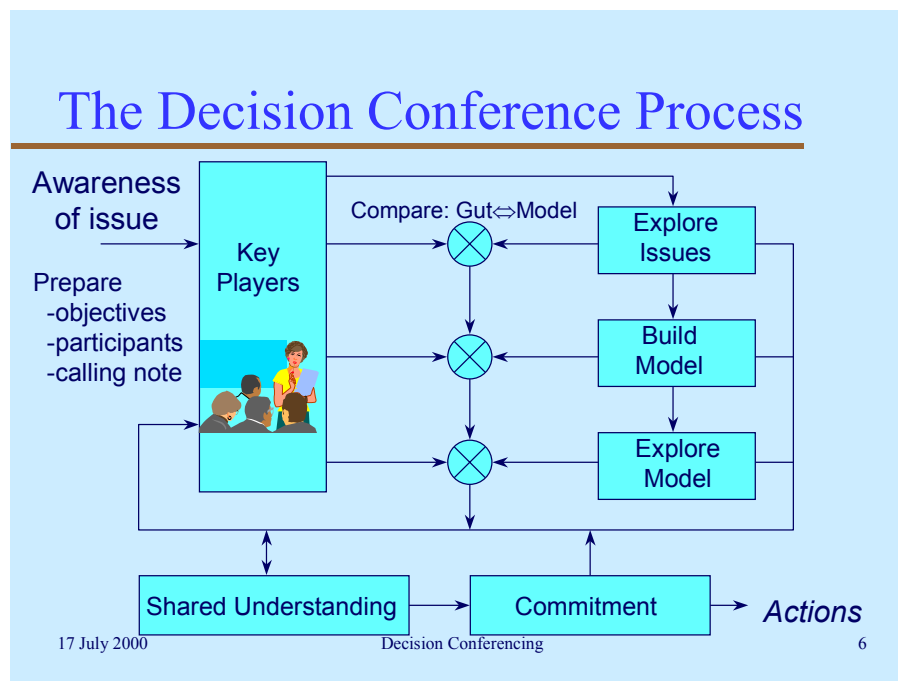 The Decision Conference Process
Awareness
of issue
Prepare
-objectives
-participants
-calling note
Key
Players
Compare: Gut⇔Model
Explore
Issues
Build
Model
Explore
Model
Shared Understanding
Commitment
Actions
17 July 2000
Decision Conferencing
6